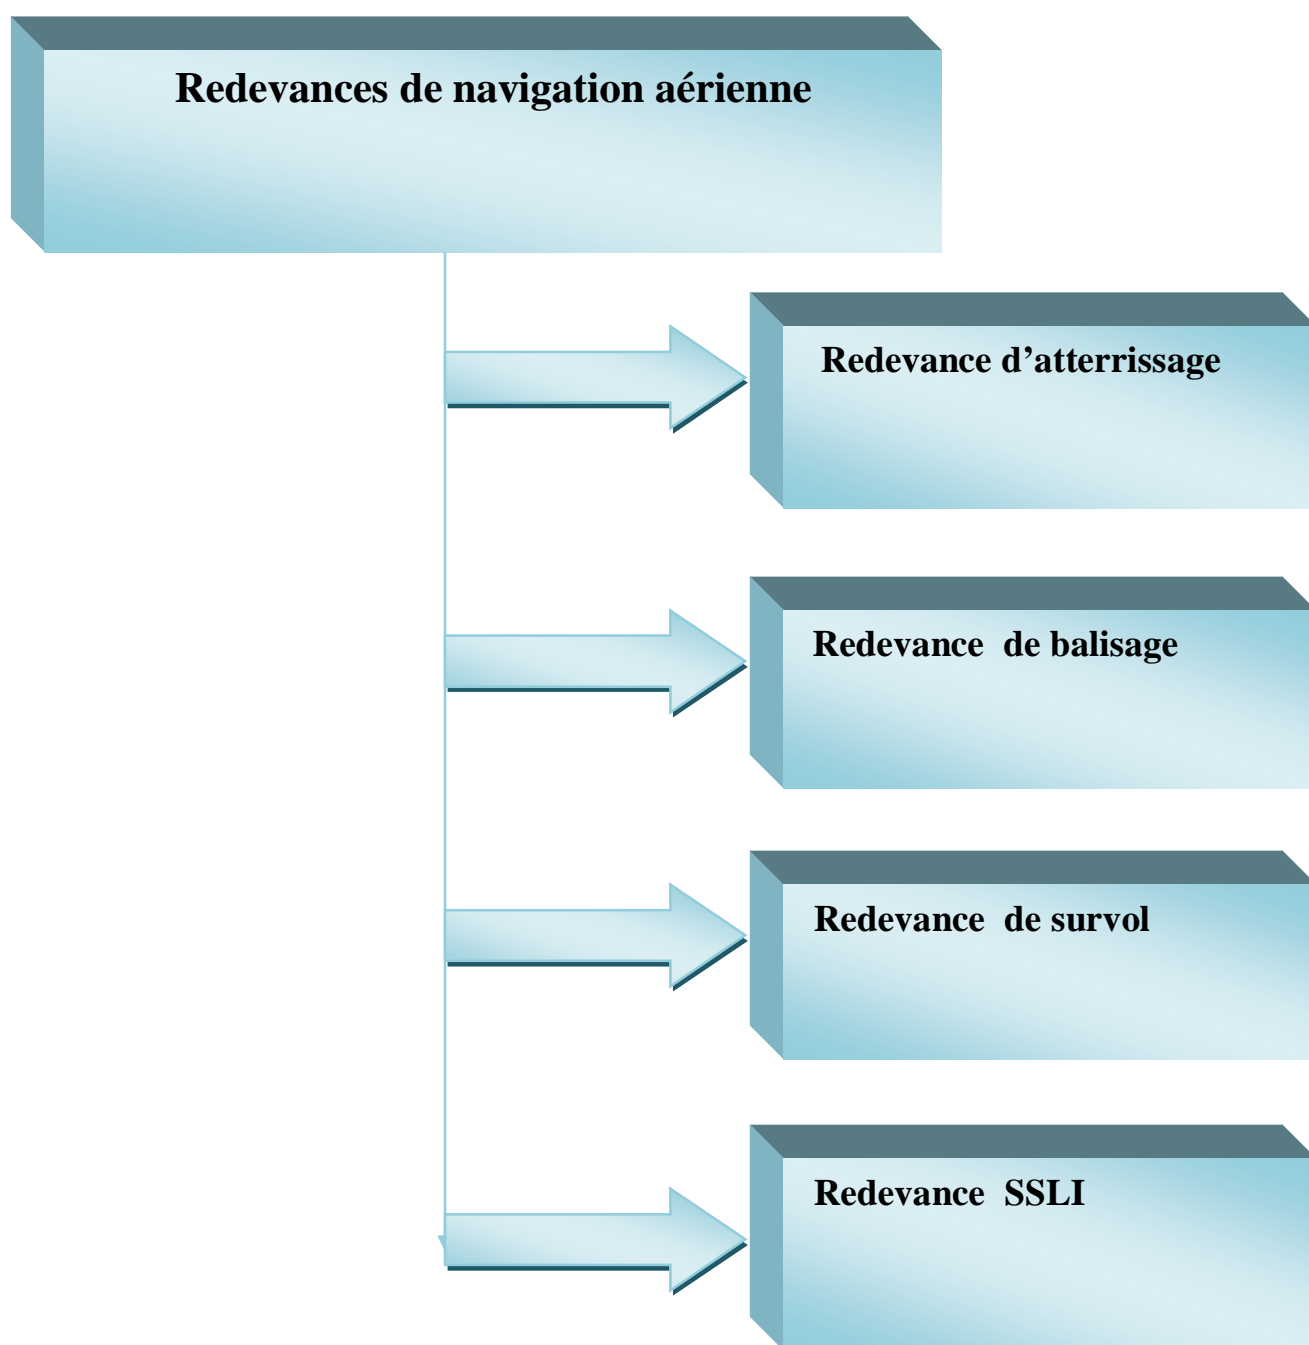 Redevances de navigation aérienne
Redevance d’atterrissage
Redevance  de balisage
Redevance  de survol
Redevance  SSLI